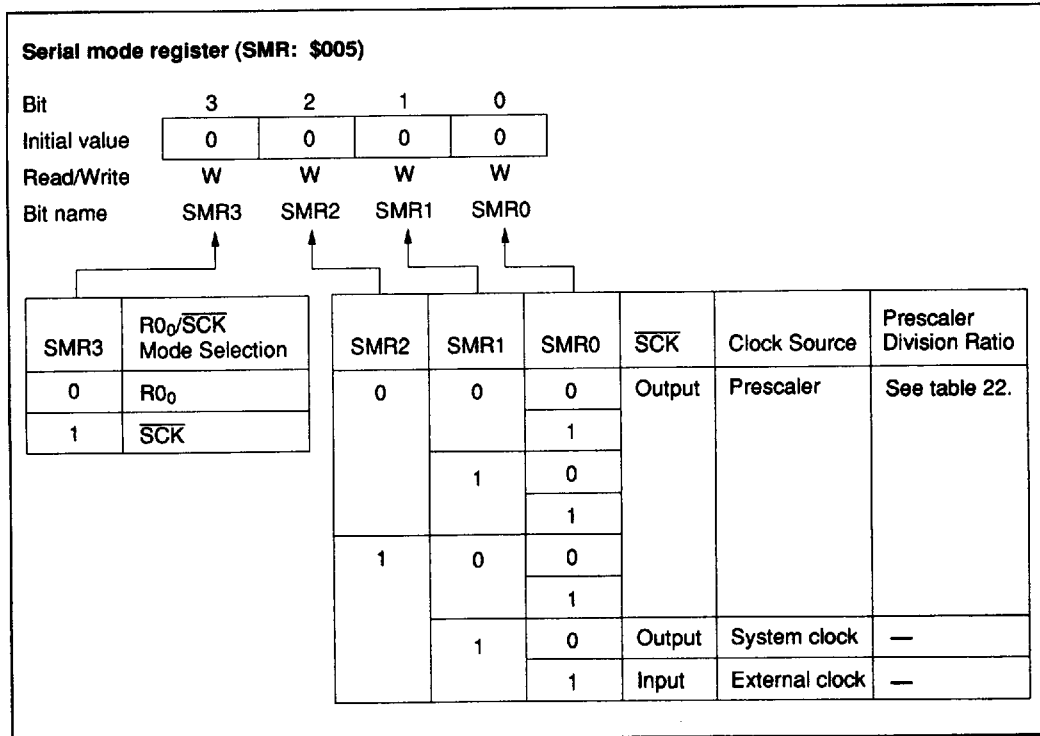 Serial mode register (SMR: $005)
Bit 3 2 1 0
Initial value 0 0 0 0
Read/Write W W W W
Bit name SMR3 SMR2 SMR1 SMR0
SMR3 R0₀/S̅C̅K̅ Mode Selection
0 R0₀
1 S̅C̅K̅
SMR2 SMR1 SMR0 S̅C̅K̅ Clock Source Prescaler Division Ratio
0 0 0 Output Prescaler See table 22.
1
1 0
1
1 0 0
1
1 0 Output System clock —
1 Input External clock —